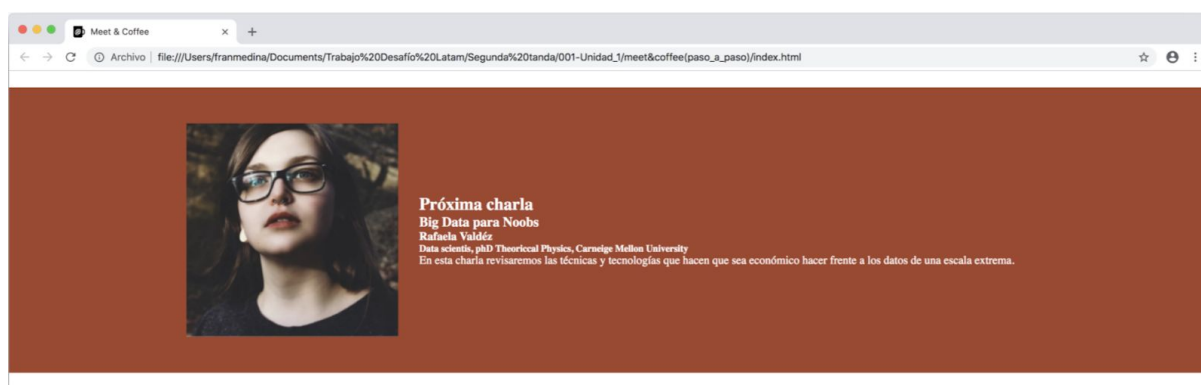 Meet & Coffee
Archivo
file:///Users/franmedina/Documents/Trabajo%20Desafío%20Latam/Segunda%20tanda/001-Unidad_1/meet&coffee(paso_a_paso)/index.html
Próxima charla
Big Data para Noobs
Rafaela Valdéz
Data scientis, phD Theoriccal Physics, Carneige Mellon University
En esta charla revisaremos las técnicas y tecnologías que hacen que sea económico hacer frente a los datos de una escala extrema.